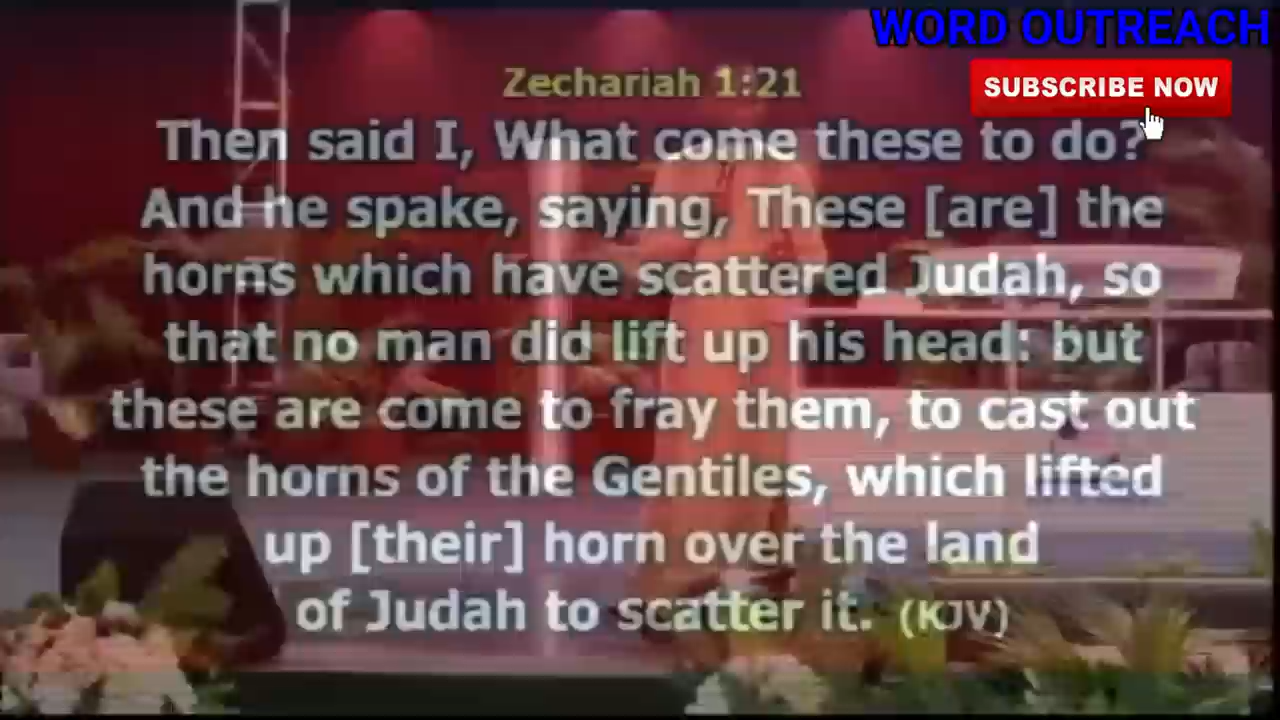 WORD OUTREACH
SUBSCRIBE NOW
Zechariah 1:21
Then said I, What come these to do?
And he spake, saying, These [are] the
horns which have scattered Judah, so
that no man did lift up his head: but
these are come to fray them, to cast out
the horns of the Gentiles, which lifted
up [their] horn over the land
of Judah to scatter it. (KJV)